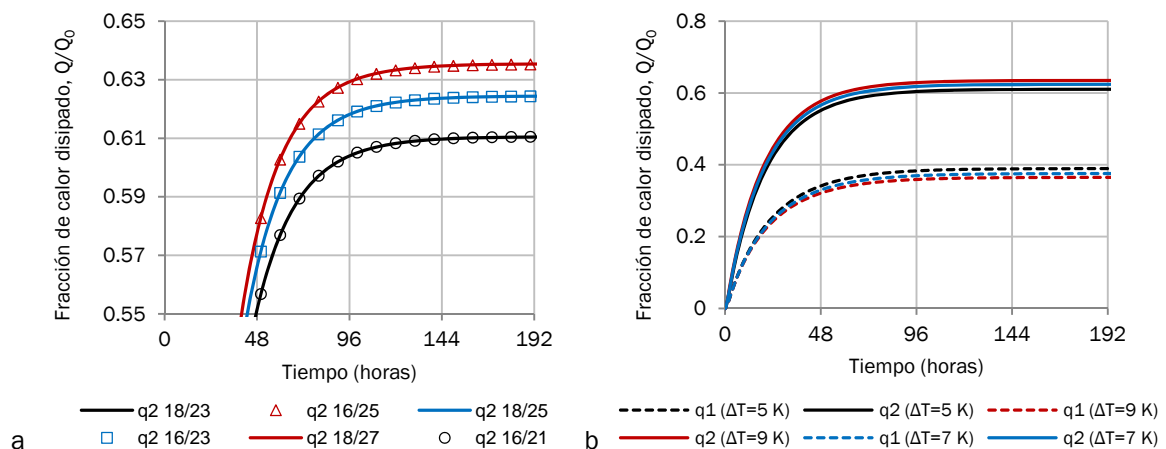 Fracción de calor disipado, Q/Q0
0.65
0.63
0.61
0.59
0.57
0.55
0 48 96 144 192
Tiempo (horas)
q2 18/23 q2 16/25 q2 18/25
q2 16/23 q2 18/27 q2 16/21
a
Fracción de calor disipado, Q/Q0
0.8
0.6
0.4
0.2
0
0 48 96 144 192
Tiempo (horas)
q1 (ΔT=5 K) q2 (ΔT=5 K) q1 (ΔT=9 K)
q2 (ΔT=9 K) q1 (ΔT=7 K) q2 (ΔT=7 K)
b